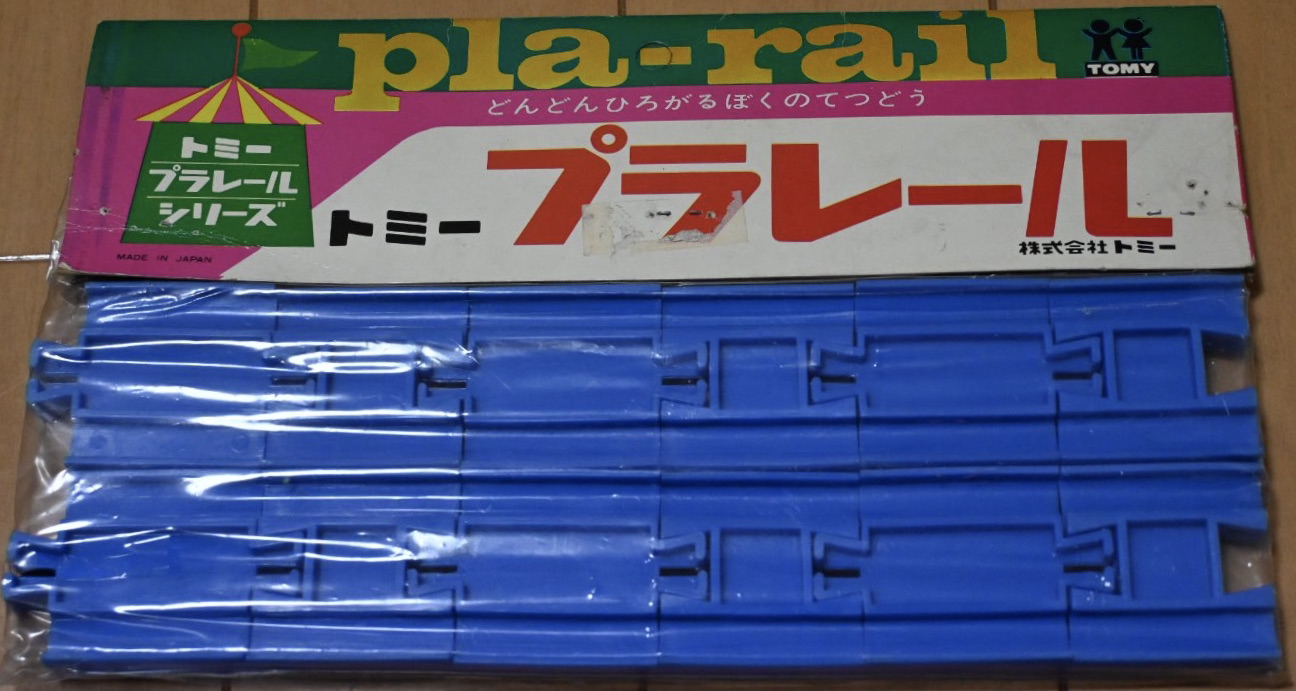 pla-rail
TOMY
どんどんひろがるぼくのてつどう
トミー
プラレール
シリーズ
トミー プラレール
株式会社トミー
MADE IN JAPAN